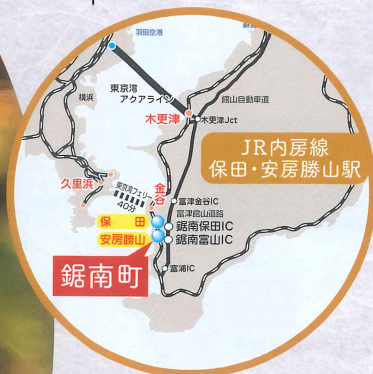 羽田空港
横浜
東京湾
アクアライン
館山自動車道
木更津
木更津Jct
JR内房線
保田・安房勝山駅
久里浜
東京湾フェリー
40分
金谷
富津金谷IC
富津館山道路
保田
鋸南保田IC
安房勝山
鋸南富山IC
鋸南町
富浦IC